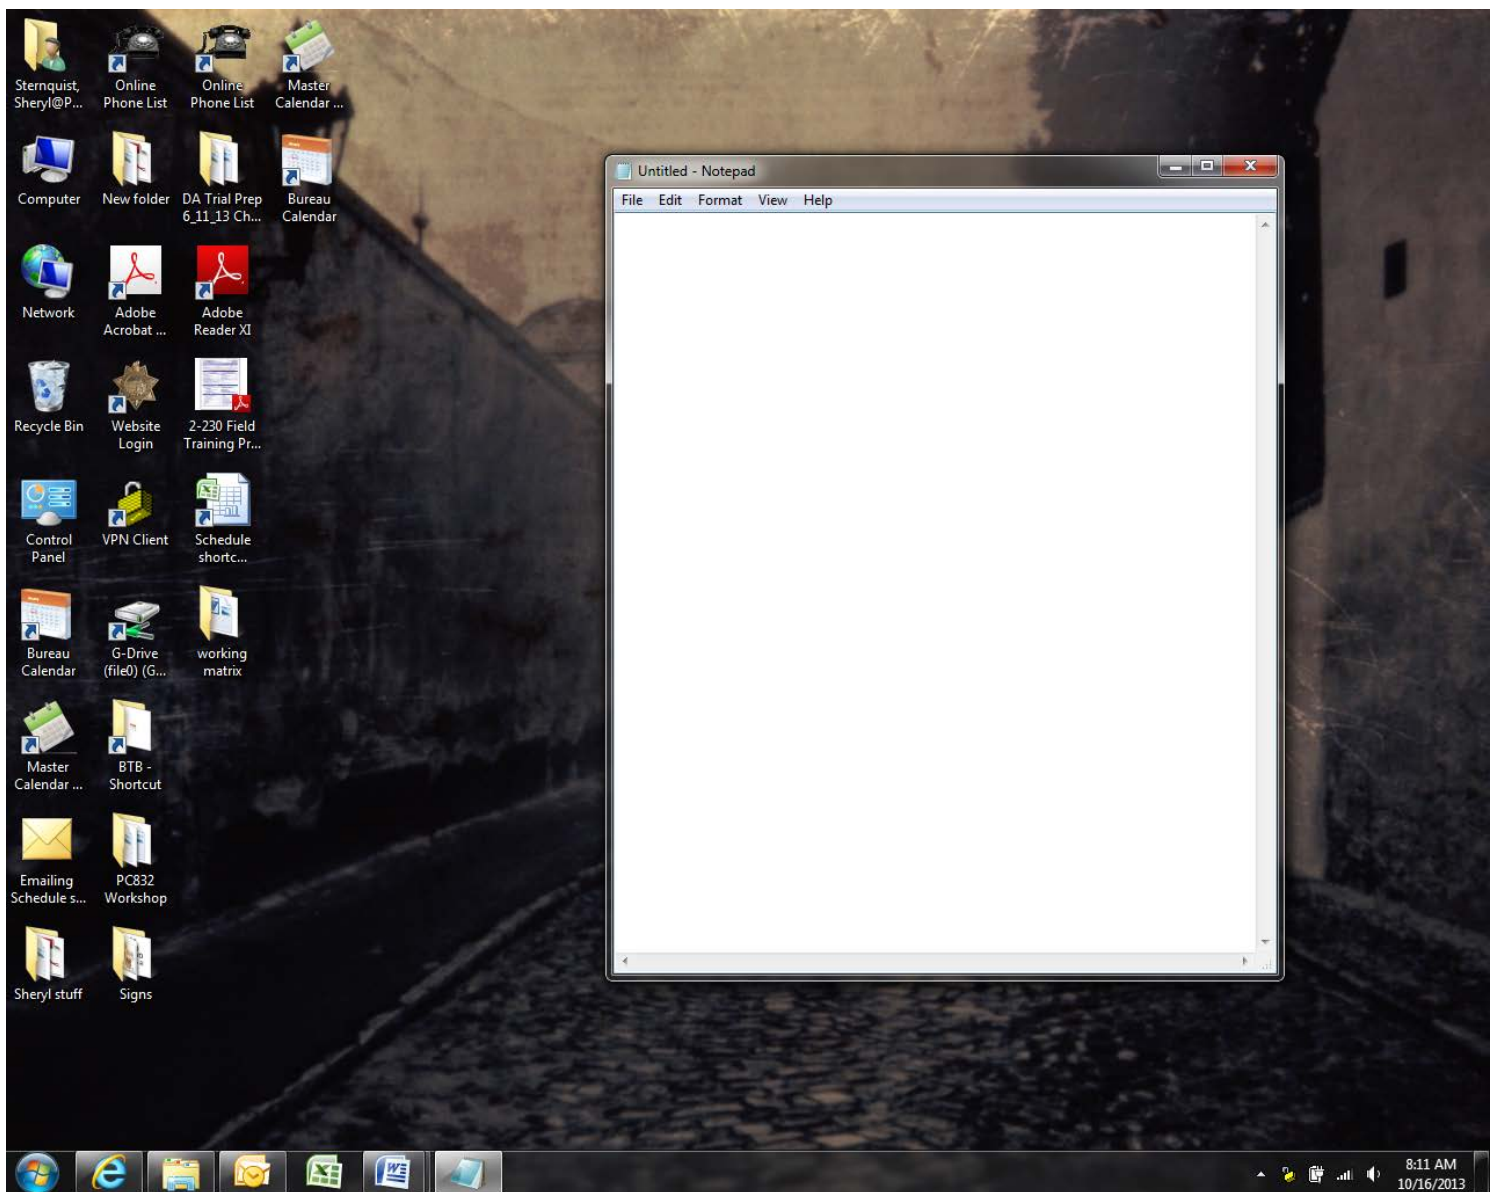 Sternquist,
Sheryl@P...
Online
Phone List
Online
Phone List
Master
Calendar ...
Computer
New folder
DA Trial Prep
6_11_13 Ch...
Bureau
Calendar
Network
Adobe
Acrobat ...
Adobe
Reader XI
Recycle Bin
Website
Login
2-230 Field
Training Pr...
Control
Panel
VPN Client
Schedule
shortc...
Bureau
Calendar
G-Drive
(file0) (G...
working
matrix
Master
Calendar ...
BTB -
Shortcut
Emailing
Schedule s...
PC832
Workshop
Sheryl stuff
Signs
Untitled - Notepad
File Edit Format View Help
8:11 AM
10/16/2013